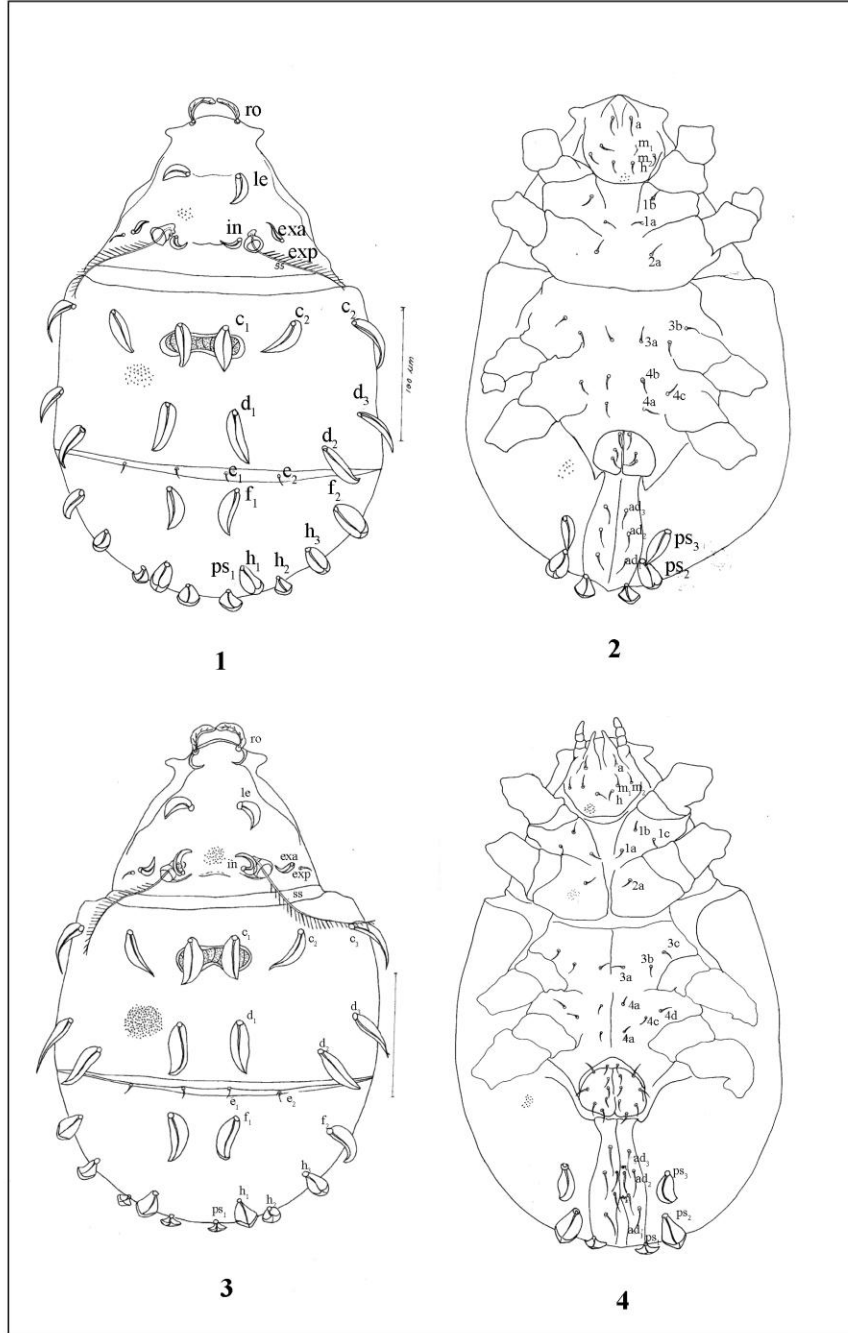 ro
le
in exa
exp
ss
c1 c2 c2
d1 d3
d2
e1 e2
f1 f2
h3
ps1 h1 h2
100 mm
1
a
m1
m2
h
1b
1a
2a
3b
3a
4b
4c
4a
ad3
ad2
ad1
ps3
ps2
2
ro
le
in exa
exp
ss
c1 c2 c3
d1 d3
d2
e1 e2
f1 f2
h3
h1 h2
ps1
3
a
m1 m2
h
1b 1c
1a
2a
3c
3b
3a
4a 4d
4c
4a
ad3
ps3
ad2
ps2
ad1
ps1
4